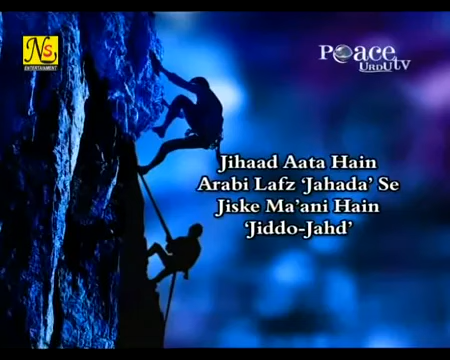 Ns
ENTERTAINMENT
Peace
URDU tv
Jihaad Aata Hain
Arabi Lafz ‘Jahada’ Se
Jiske Ma’ani Hain
‘Jiddo-Jahd’